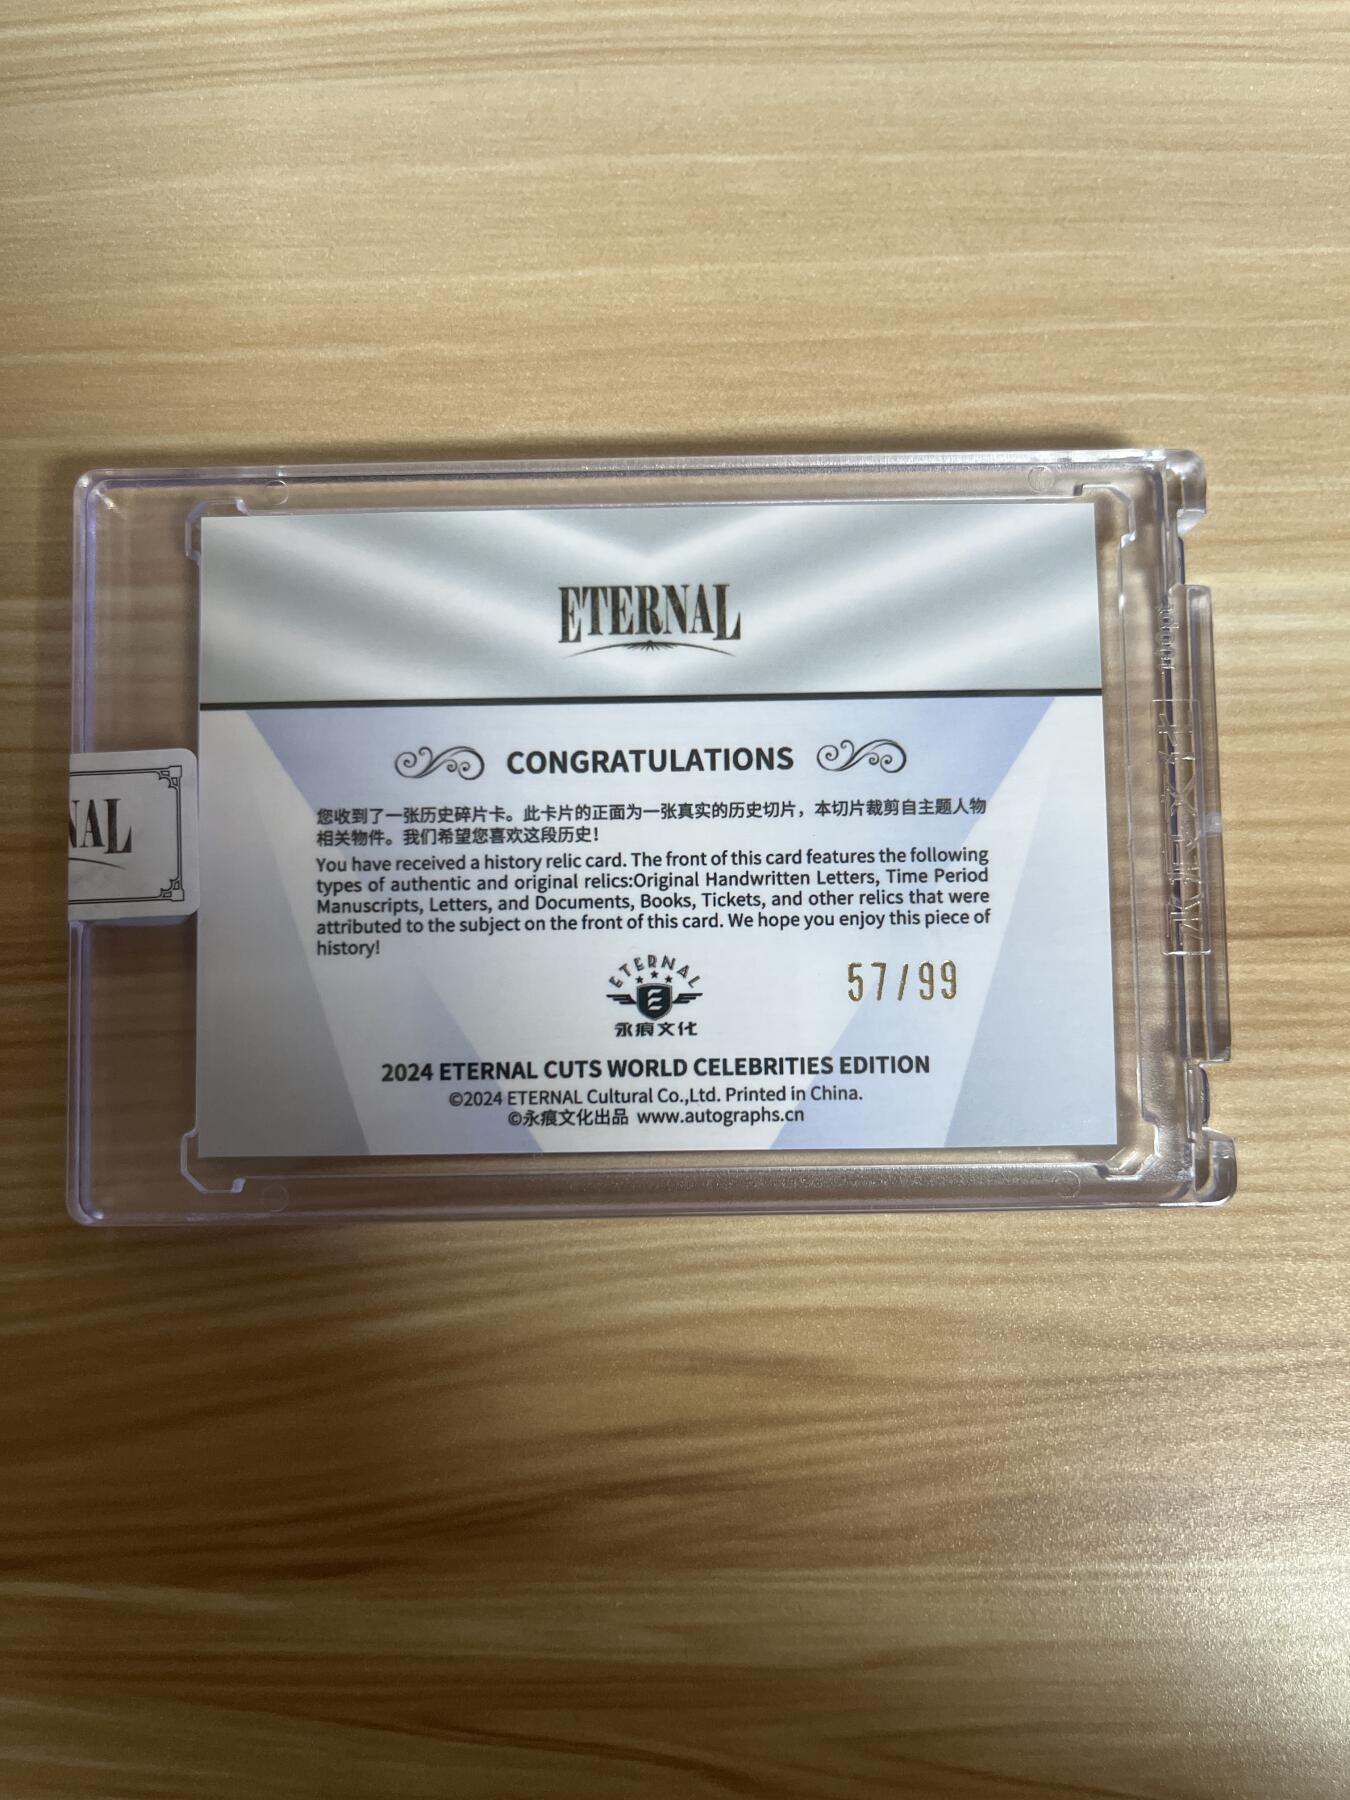 ETERNAL
CONGRATULATIONS
您收到了一张历史碎片卡。此卡片的正面为一张真实的历史切片，本切片裁剪自主题人物
相关物件。我们希望您喜欢这段历史！
You have received a history relic card. The front of this card features the following
types of authentic and original relics:Original Handwritten Letters, Time Period
Manuscripts, Letters, and Documents, Books, Tickets, and other relics that were
attributed to the subject on the front of this card. We hope you enjoy this piece of
history!
ETERNAL
E
永痕文化
57/99
2024 ETERNAL CUTS WORLD CELEBRITIES EDITION
©2024 ETERNAL Cultural Co.,Ltd. Printed in China.
©永痕文化出品 www.autographs.cn
NAL
永痕文化